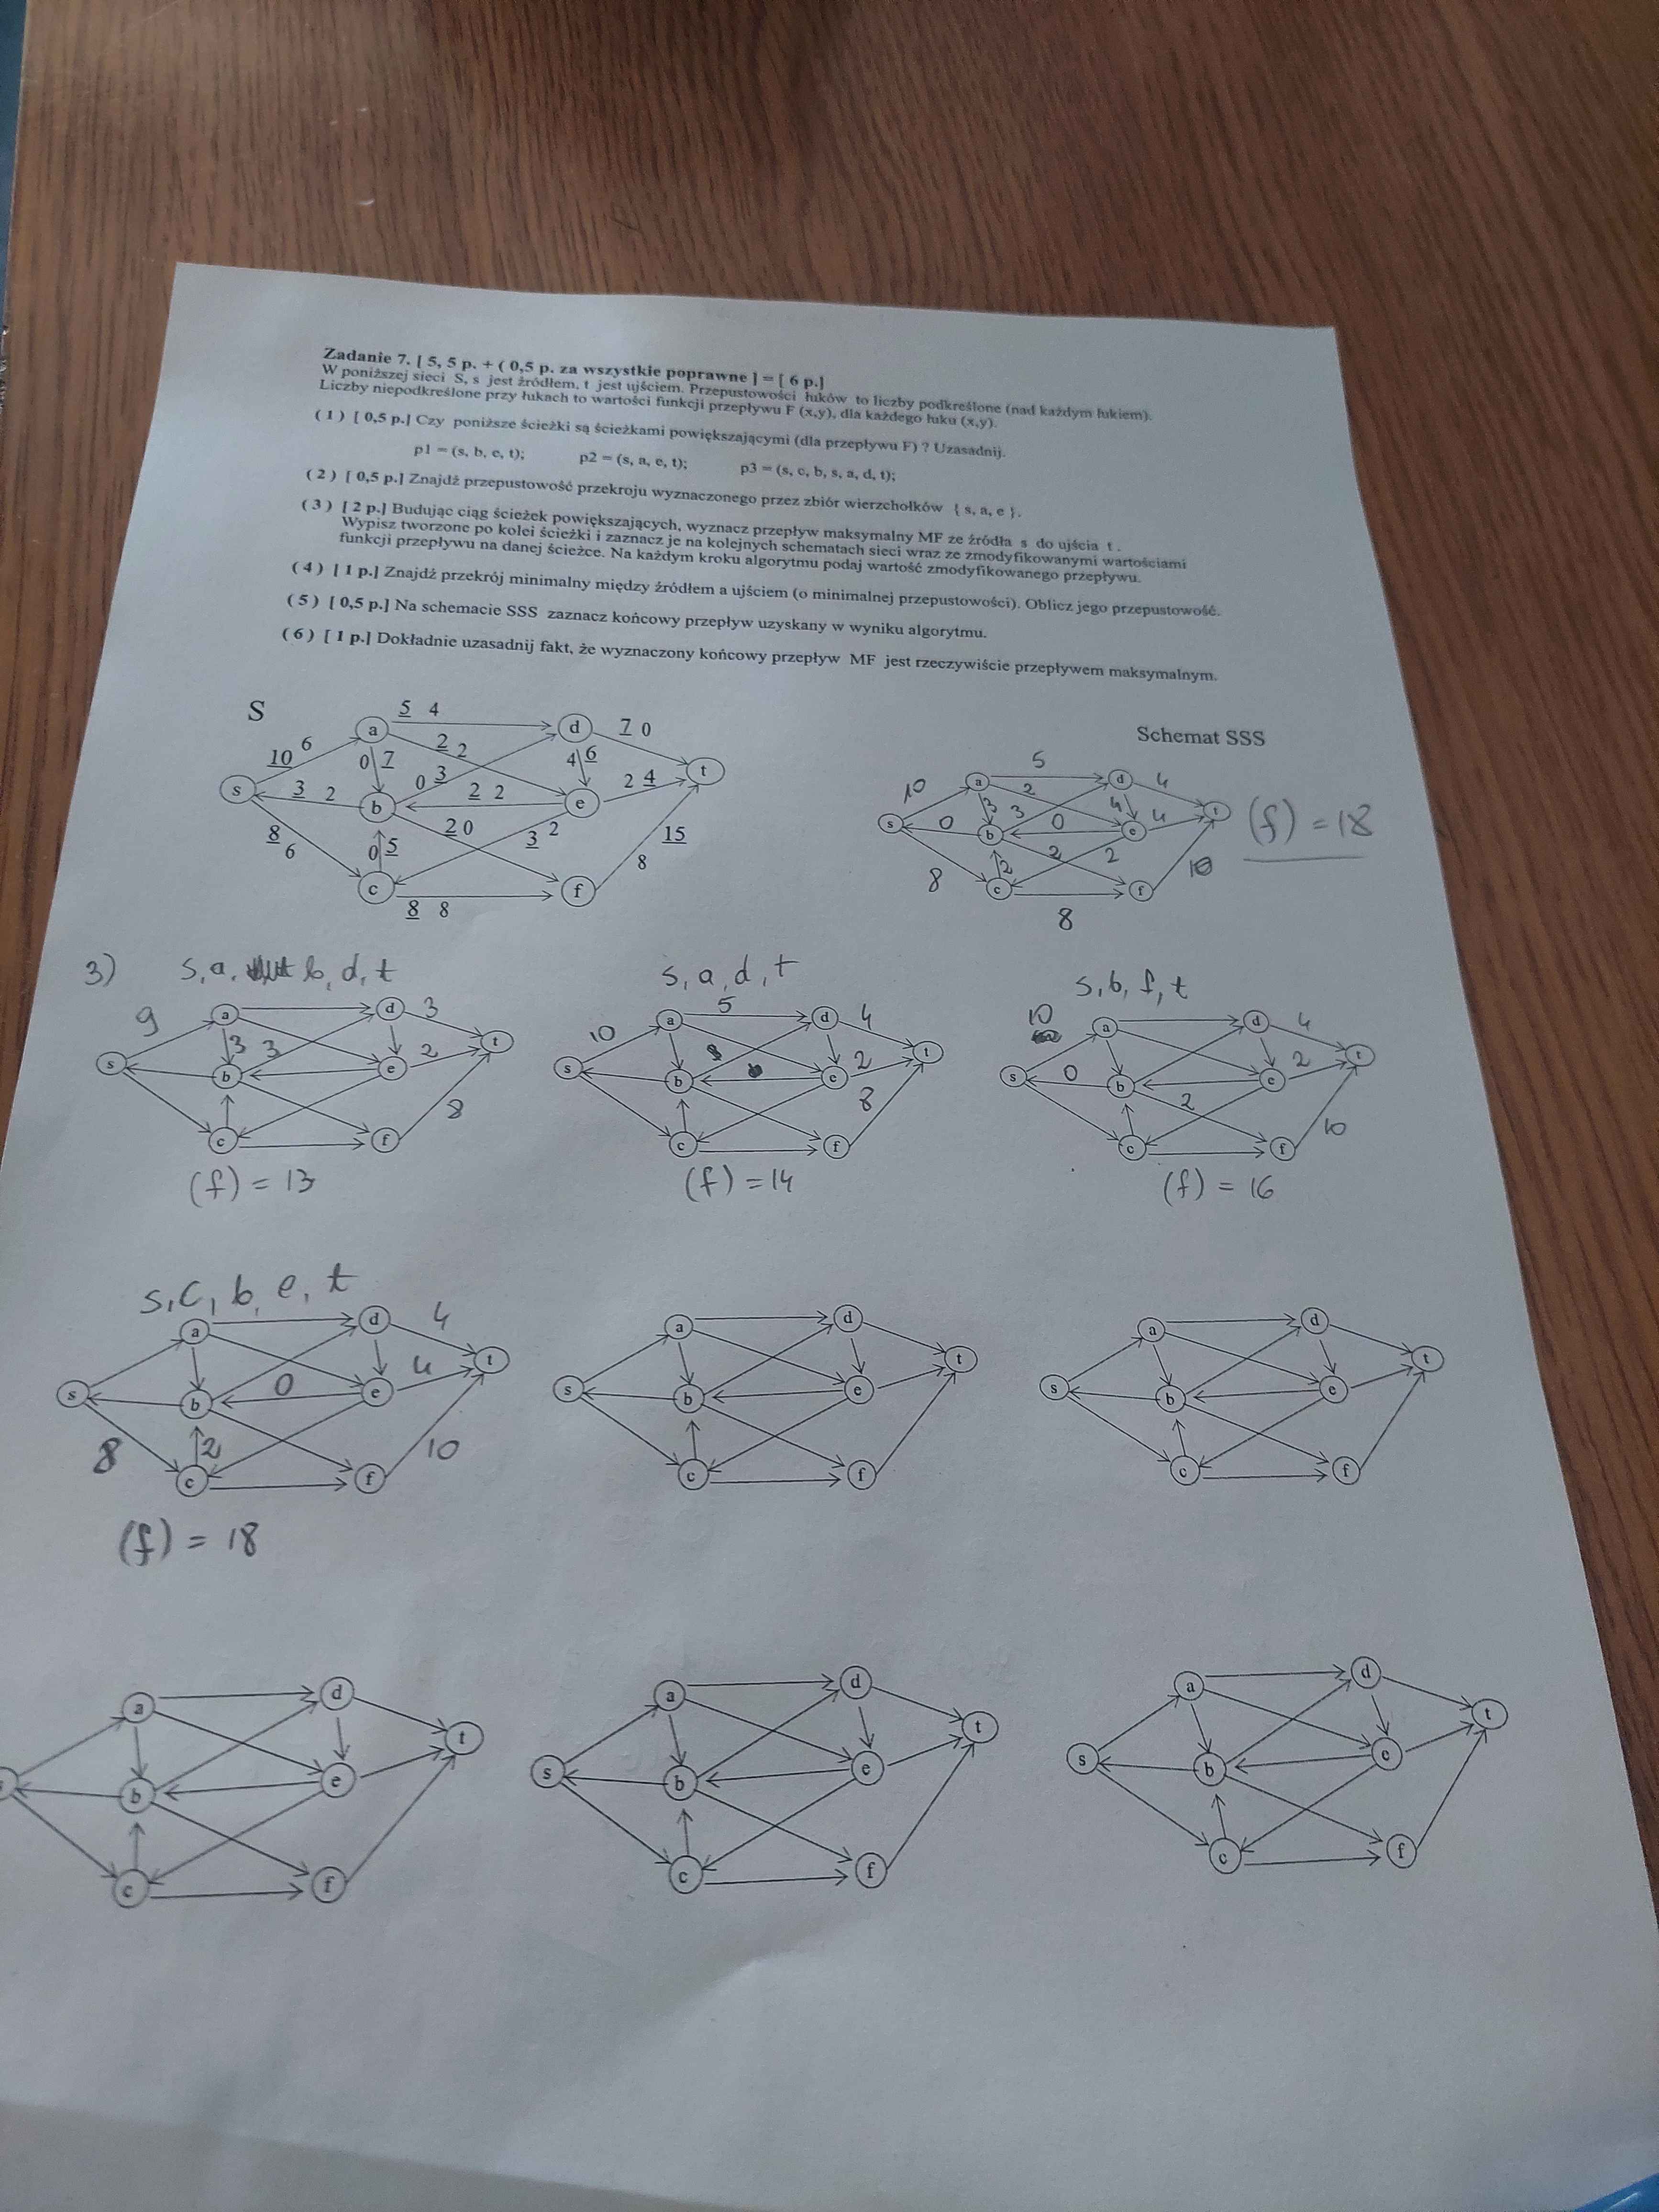 Zadanie 7. [ 5, 5 p. + ( 0,5 p. za wszystkie poprawne ] = [ 6 p.]
W poniższej sieci S, s jest źródłem, t jest ujściem. Przepustowości łuków to liczby podkreślone (nad każdym łukiem).
Liczby niepodkreślone przy łukach to wartości funkcji przepływu F (x,y), dla każdego łuku (x,y).
( 1 ) [ 0,5 p.] Czy poniższe ścieżki są ścieżkami powiększającymi (dla przepływu F) ? Uzasadnij.
p1 = (s, b, e, t); p2 = (s, a, e, t); p3 = (s, c, b, s, a, d, t);
( 2 ) [ 0,5 p.] Znajdź przepustowość przekroju wyznaczonego przez zbiór wierzchołków { s, a, e }.
( 3 ) [ 2 p.] Budując ciąg ścieżek powiększających, wyznacz przepływ maksymalny MF ze źródła s do ujścia t .
Wypisz tworzone po kolei ścieżki i zaznacz je na kolejnych schematach sieci wraz ze zmodyfikowanymi wartościami
funkcji przepływu na danej ścieżce. Na każdym kroku algorytmu podaj wartość zmodyfikowanego przepływu.
( 4 ) [ 1 p.] Znajdź przekrój minimalny między źródłem a ujściem (o minimalnej przepustowości). Oblicz jego przepustowość.
( 5 ) [ 0,5 p.] Na schemacie SSS zaznacz końcowy przepływ uzyskany w wyniku algorytmu.
( 6 ) [ 1 p.] Dokładnie uzasadnij fakt, że wyznaczony końcowy przepływ MF jest rzeczywiście przepływem maksymalnym.
S
5 4
a
d
7 0
10 6
2 2
0 7
4 6
t
s
3 2
0 3
2 2
2 4
b
e
2 0
3 2
15
8 6
0 5
8
c
f
8 8
Schemat SSS
5
10
a
2
d
4
3
3
4
t
s
0
b
0
e
4
(f) = 18
2
2
2
10
8
c
f
8
3)
s, a, b, d, t
9
a
d
3
3
3
2
t
s
b
e
8
c
f
(f) = 13
s, a, d, t
5
10
a
d
4
2
t
s
b
e
8
c
f
(f) = 14
s, b, f, t
10
a
d
4
2
t
s
0
b
e
2
10
c
f
(f) = 16
s, c, b, e, t
a
d
4
4
t
s
0
b
e
8
2
10
c
f
(f) = 18
a
d
t
s
b
e
c
f
a
d
t
s
b
e
c
f
a
d
t
b
e
c
f
a
d
t
s
b
e
c
f
a
d
t
s
b
e
c
f